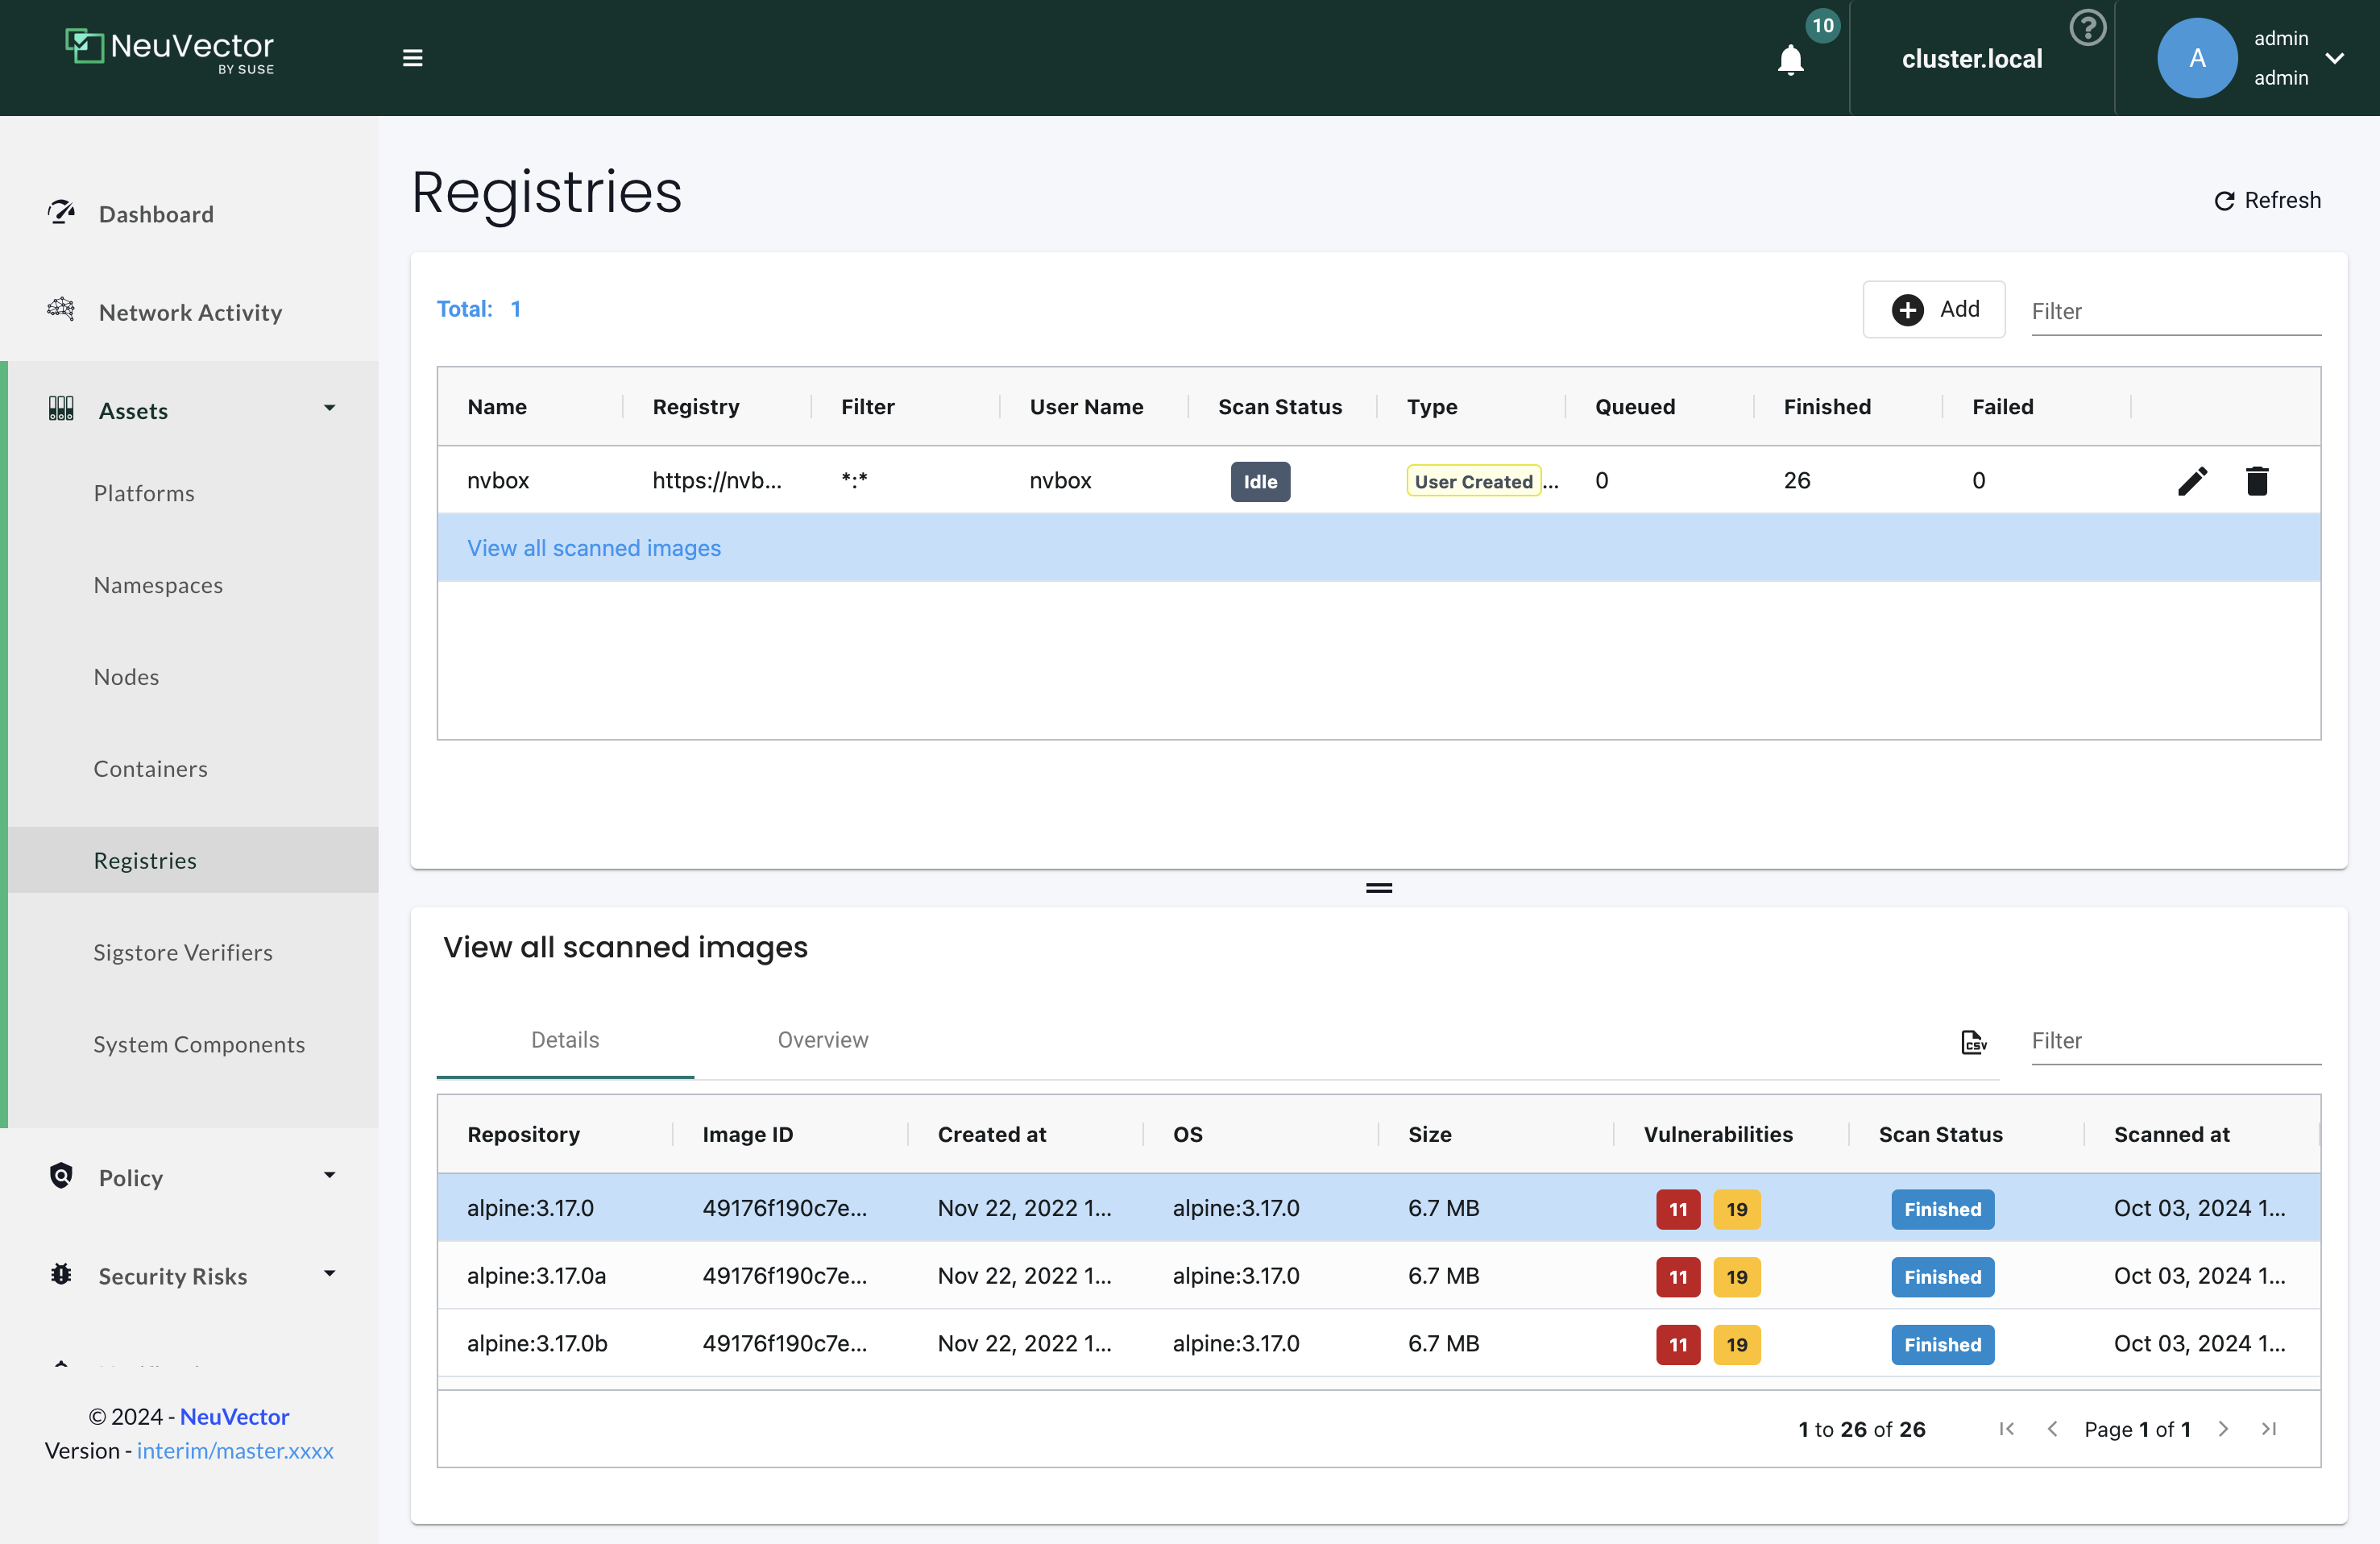 NeuVector
BY SUSE
10
cluster.local
?
A
admin
admin
Dashboard
Network Activity
Assets
Platforms
Namespaces
Nodes
Containers
Registries
Sigstore Verifiers
System Components
Policy
Security Risks
© 2024 - NeuVector
Version - interim/master.xxxx
Registries
Refresh
Total: 1
Add
Filter
Name Registry Filter User Name Scan Status Type Queued Finished Failed
nvbox https://nvb... *:* nvbox Idle User Created... 0 26 0
View all scanned images
View all scanned images
Details Overview
CSV
Filter
Repository Image ID Created at OS Size Vulnerabilities Scan Status Scanned at
alpine:3.17.0 49176f190c7e... Nov 22, 2022 1... alpine:3.17.0 6.7 MB 11 19 Finished Oct 03, 2024 1...
alpine:3.17.0a 49176f190c7e... Nov 22, 2022 1... alpine:3.17.0 6.7 MB 11 19 Finished Oct 03, 2024 1...
alpine:3.17.0b 49176f190c7e... Nov 22, 2022 1... alpine:3.17.0 6.7 MB 11 19 Finished Oct 03, 2024 1...
1 to 26 of 26 Page 1 of 1